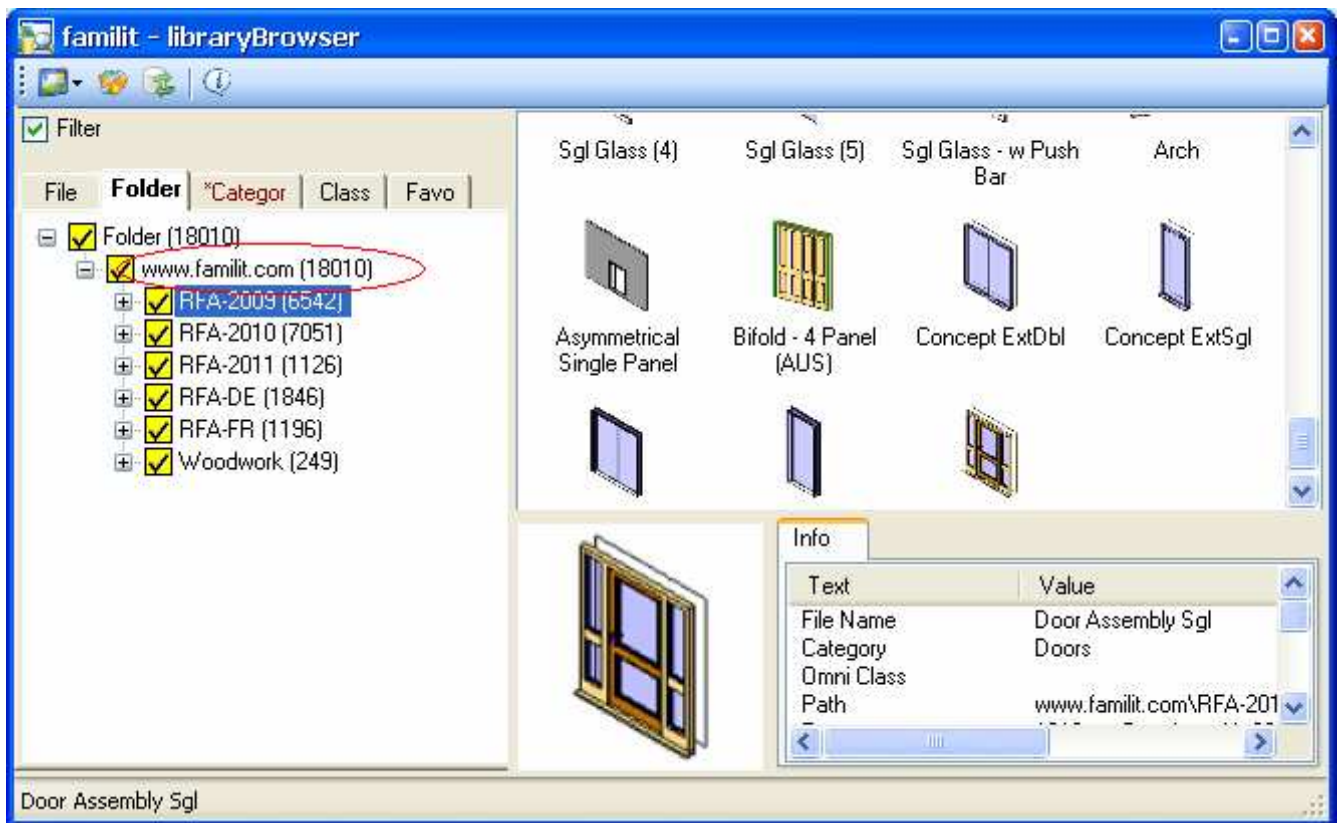 familit - libraryBrowser
Filter
File Folder *Categor Class Favo
Folder (18010)
www.familit.com (18010)
RFA-2009 (6542)
RFA-2010 (7051)
RFA-2011 (1126)
RFA-DE (1846)
RFA-FR (1196)
Woodwork (249)
Sgl Glass (4) Sgl Glass (5) Sgl Glass - w Push Arch
Bar
Asymmetrical Bifold - 4 Panel Concept ExtDbl Concept ExtSgl
Single Panel (AUS)
Info
Text Value
File Name Door Assembly Sgl
Category Doors
Omni Class
Path www.familit.com\RFA-201
Door Assembly Sgl